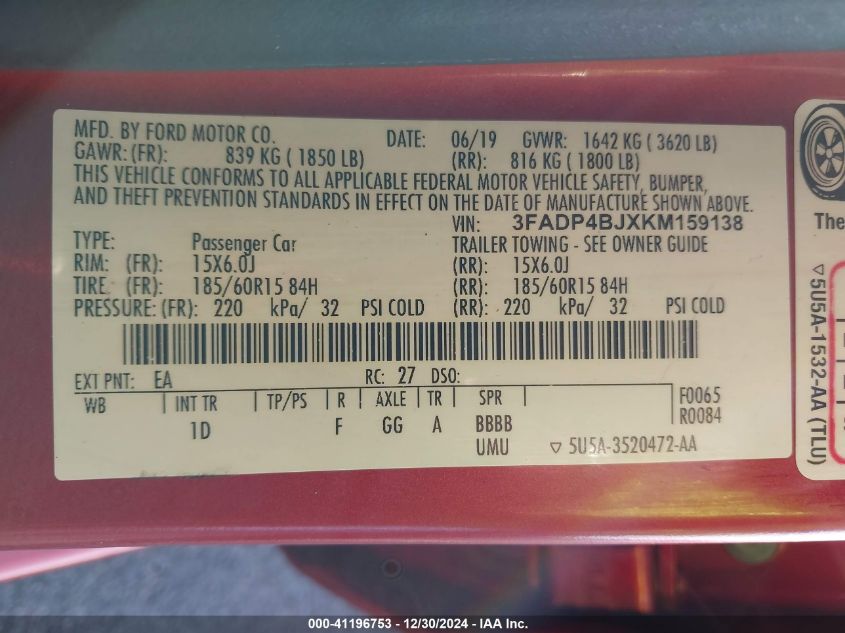 MFD. BY FORD MOTOR CO. DATE: 06/19 GVWR: 1642 KG ( 3620 LB)
GAWR: (FR): 839 KG ( 1850 LB) (RR): 816 KG ( 1800 LB)
THIS VEHICLE CONFORMS TO ALL APPLICABLE FEDERAL MOTOR VEHICLE SAFETY, BUMPER,
AND THEFT PREVENTION STANDARDS IN EFFECT ON THE DATE OF MANUFACTURE SHOWN ABOVE.
VIN: 3FADP4BJXKM159138
TYPE: Passenger Car TRAILER TOWING - SEE OWNER GUIDE
RIM: (FR): 15X6.0J (RR): 15X6.0J
TIRE: (FR): 185/60R15 84H (RR): 185/60R15 84H
PRESSURE: (FR): 220 kPa/ 32 PSI COLD (RR): 220 kPa/ 32 PSI COLD
EXT PNT: EA RC: 27 DSO:
WB INT TR TP/PS R AXLE TR SPR F0065
1D F GG A BBBB R0084
UMU 5U5A-3520472-AA
The
5U5A-1532-AA (TLU)
000-41196753 - 12/30/2024 - IAA Inc.